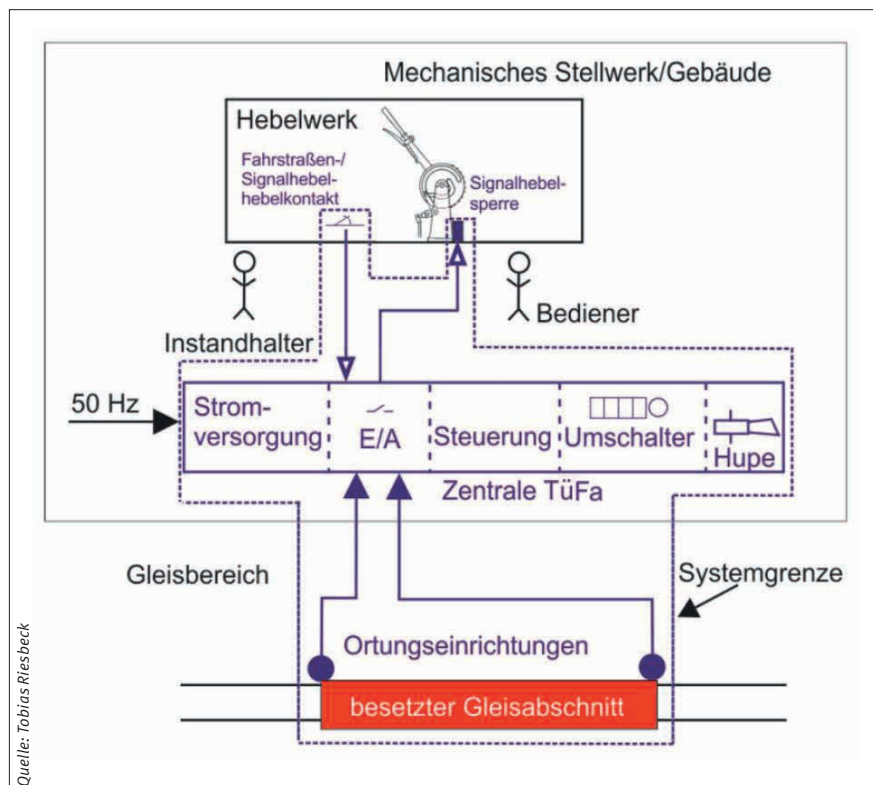 Mechanisches Stellwerk/Gebäude
Hebelwerk
Fahrstraßen-/
Signalhebel-
hebelkontakt
Signalhebel-
sperre
Instandhalter
Bediener
50 Hz
Strom-
versorgung
E/A
Steuerung
Umschalter
Hupe
Zentrale TüFa
Gleisbereich
Systemgrenze
Ortungseinrichtungen
besetzter Gleisabschnitt
Quelle: Tobias Riesbeck